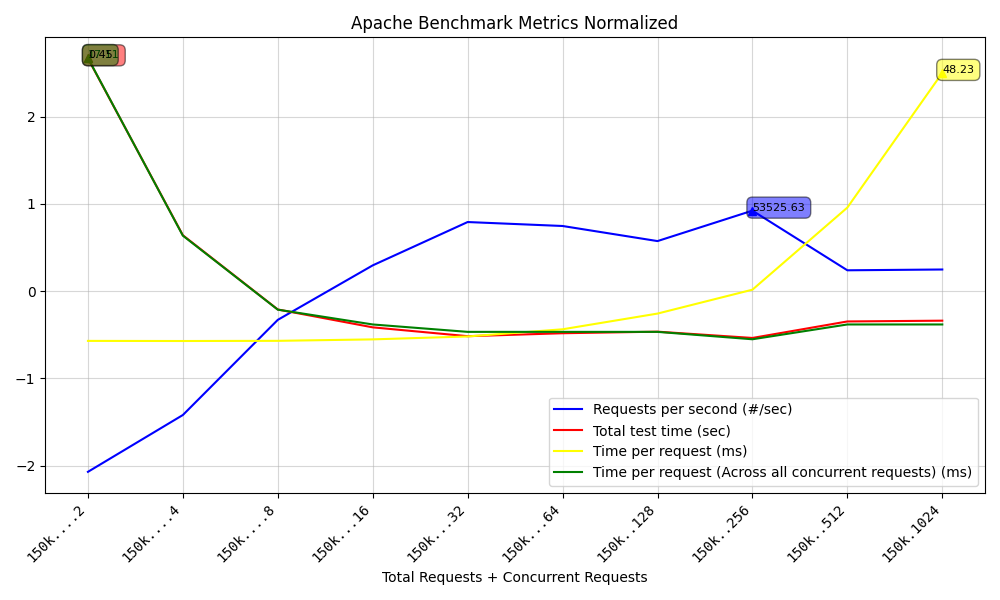 Apache Benchmark Metrics Normalized
0.45
53525.63
48.23
2
1
0
−1
−2
Requests per second (#/sec)
Total test time (sec)
Time per request (ms)
Time per request (Across all concurrent requests) (ms)
150k....2
150k....4
150k....8
150k...16
150k...32
150k...64
150k..128
150k..256
150k..512
150k.1024
Total Requests + Concurrent Requests